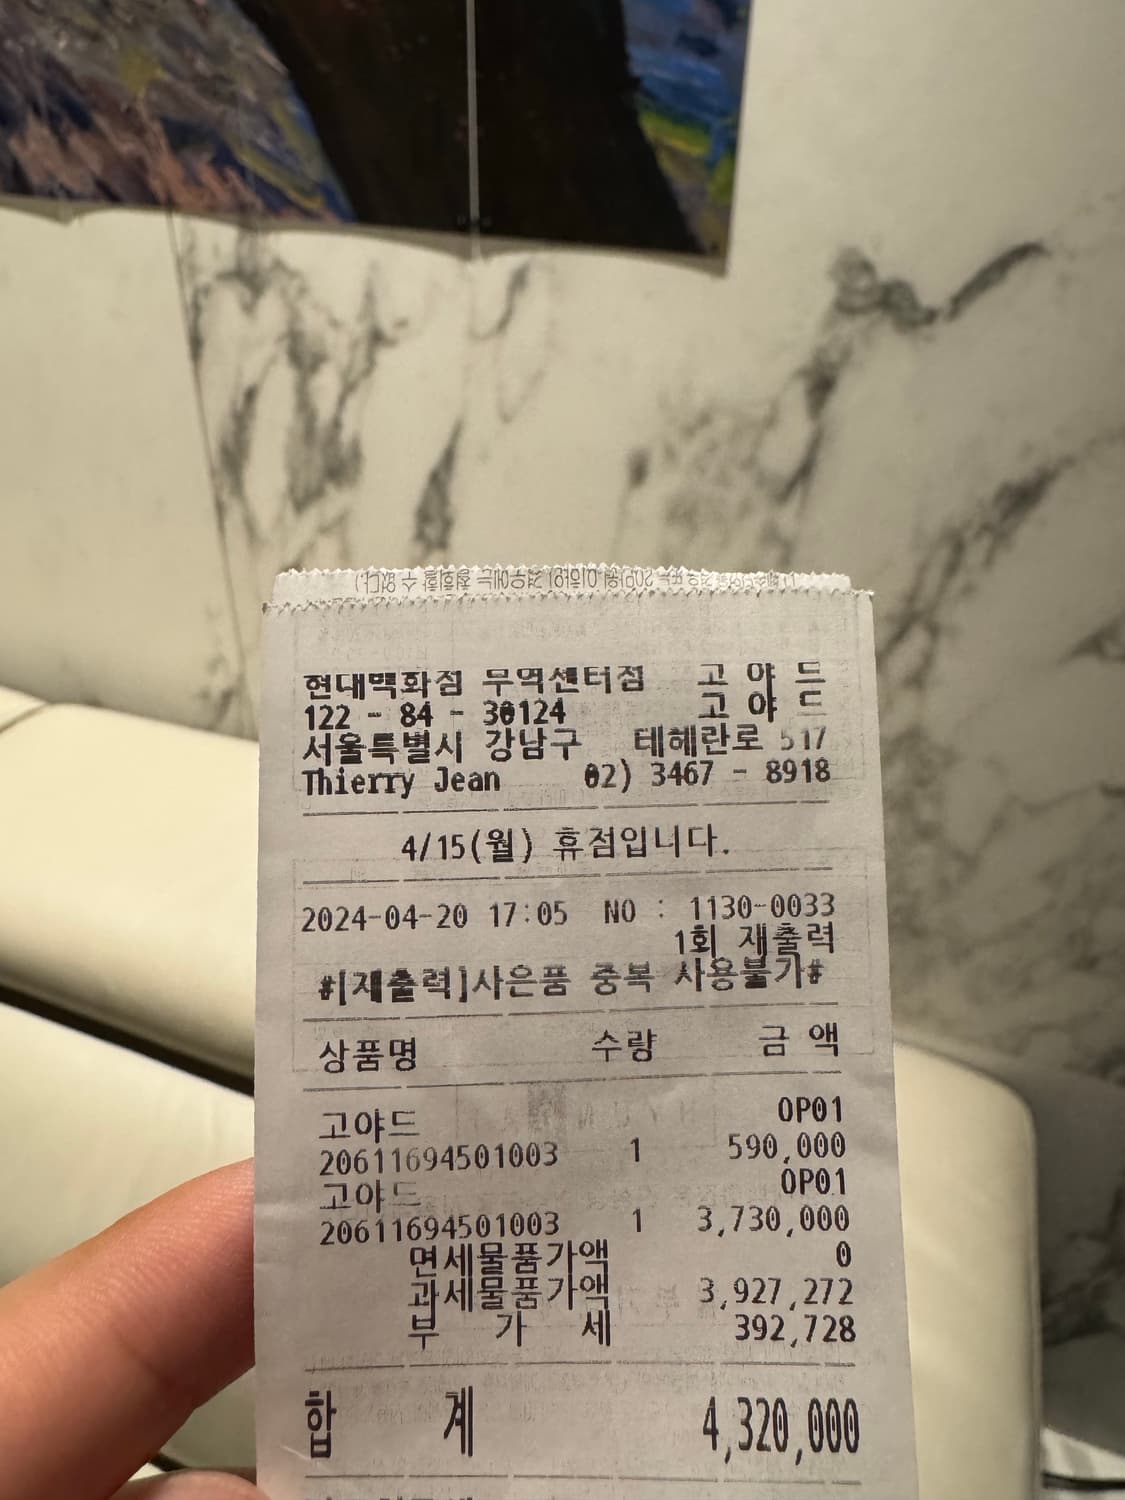 현대백화점 무역센터점 고 야 드
122 - 84 - 30124 고 야 드
서울특별시 강남구 테헤란로 517
Thierry Jean 02) 3467 - 8918
4/15(월) 휴점입니다.
2024-04-20 17:05 NO : 1130-0033
1회 재출력
#[재출력]사은품 중복 사용불가#
상품명 수량 금 액
고야드 OP01
20611694501003 1 590,000
고야드 OP01
20611694501003 1 3,730,000
면세물품가액 0
과세물품가액 3,927,272
부 가 세 392,728
합 계 4,320,000